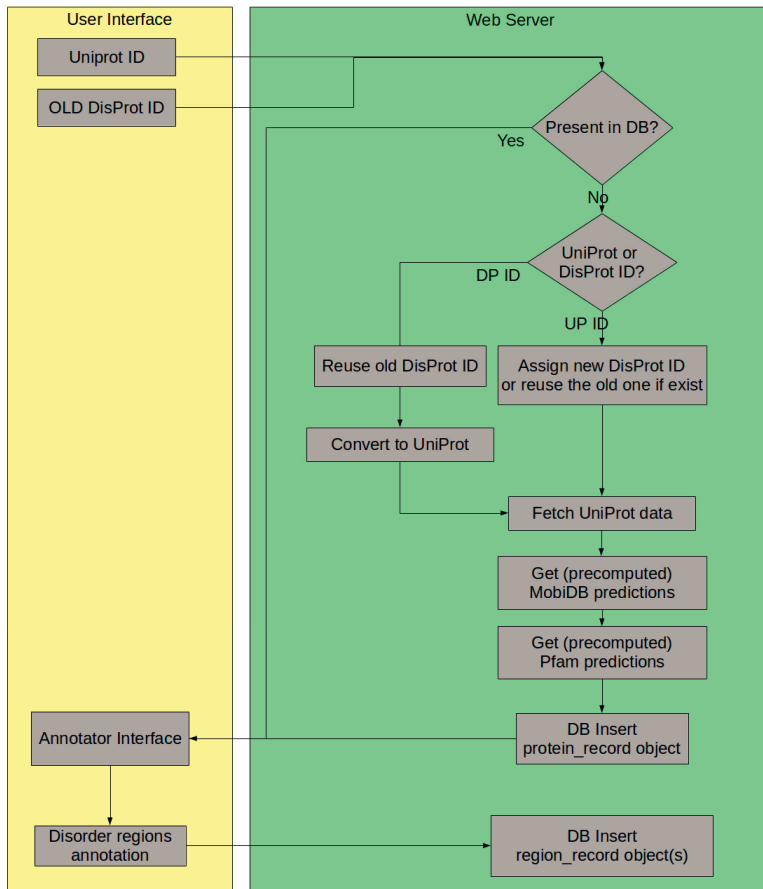 User Interface
Web Server
Uniprot ID
OLD DisProt ID
Present in DB?
Yes
No
UniProt or
DisProt ID?
DP ID
UP ID
Reuse old DisProt ID
Assign new DisProt ID
or reuse the old one if exist
Convert to UniProt
Fetch UniProt data
Get (precomputed)
MobiDB predictions
Get (precomputed)
Pfam predictions
Annotator Interface
DB Insert
protein_record object
Disorder regions
annotation
DB Insert
region_record object(s)